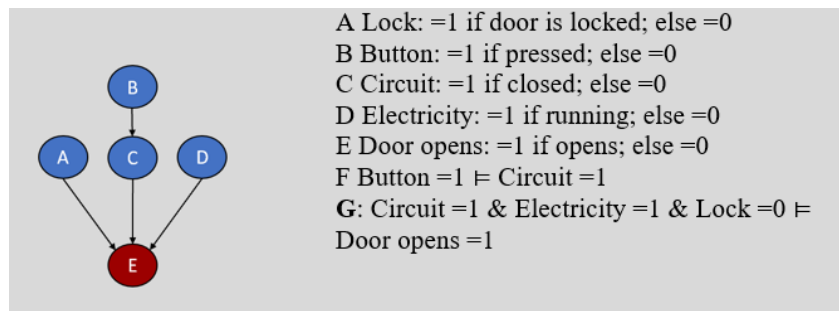 A Lock: =1 if door is locked; else =0
B Button: =1 if pressed; else =0
C Circuit: =1 if closed; else =0
D Electricity: =1 if running; else =0
E Door opens: =1 if opens; else =0
F Button =1 ⊨ Circuit =1
G: Circuit =1 & Electricity =1 & Lock =0 ⊨
Door opens =1
B
A C D
E